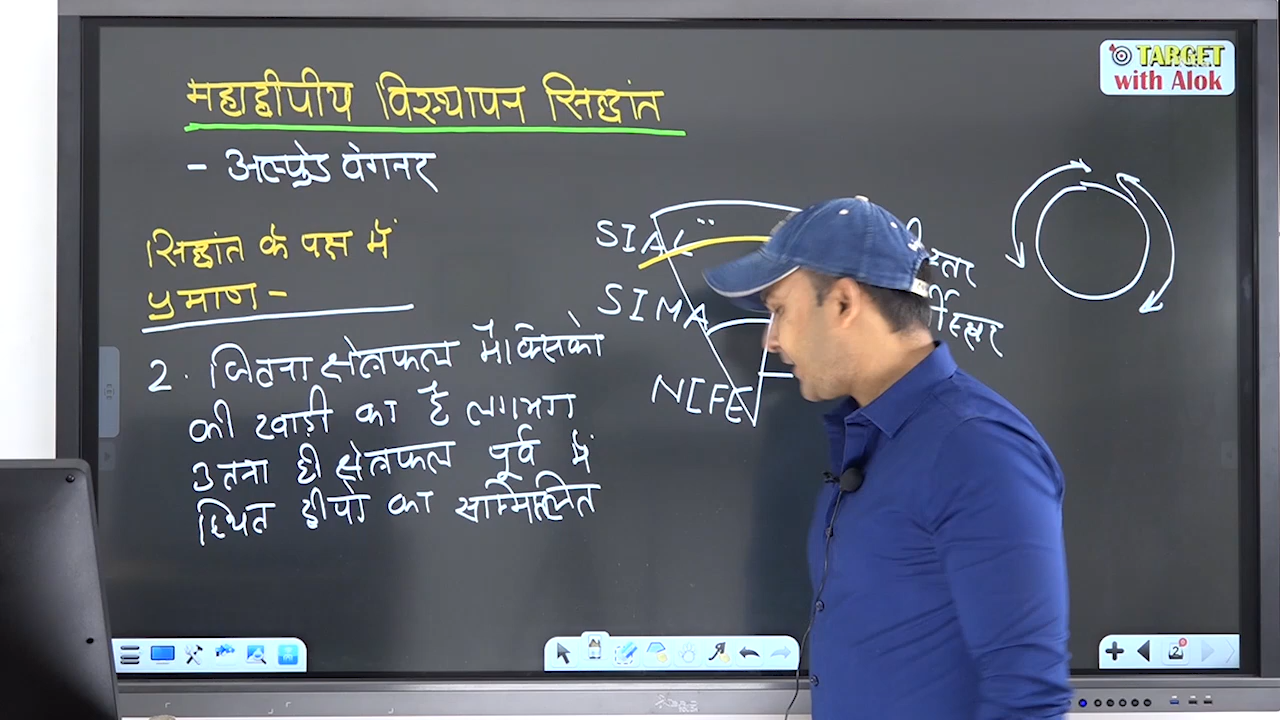 TARGET
with Alok
महाद्वीपीय विस्थापन सिद्धांत
- अल्फ्रेड वेगनर
सिद्धांत के पक्ष में
प्रमाण -
2. जितना क्षेत्रफल मैक्सिको
की खाड़ी का है लगभग
उतना ही क्षेत्रफल पूर्व में
स्थित द्वीपों का सम्मिलित
SIAL
SIMA
NIFE
2